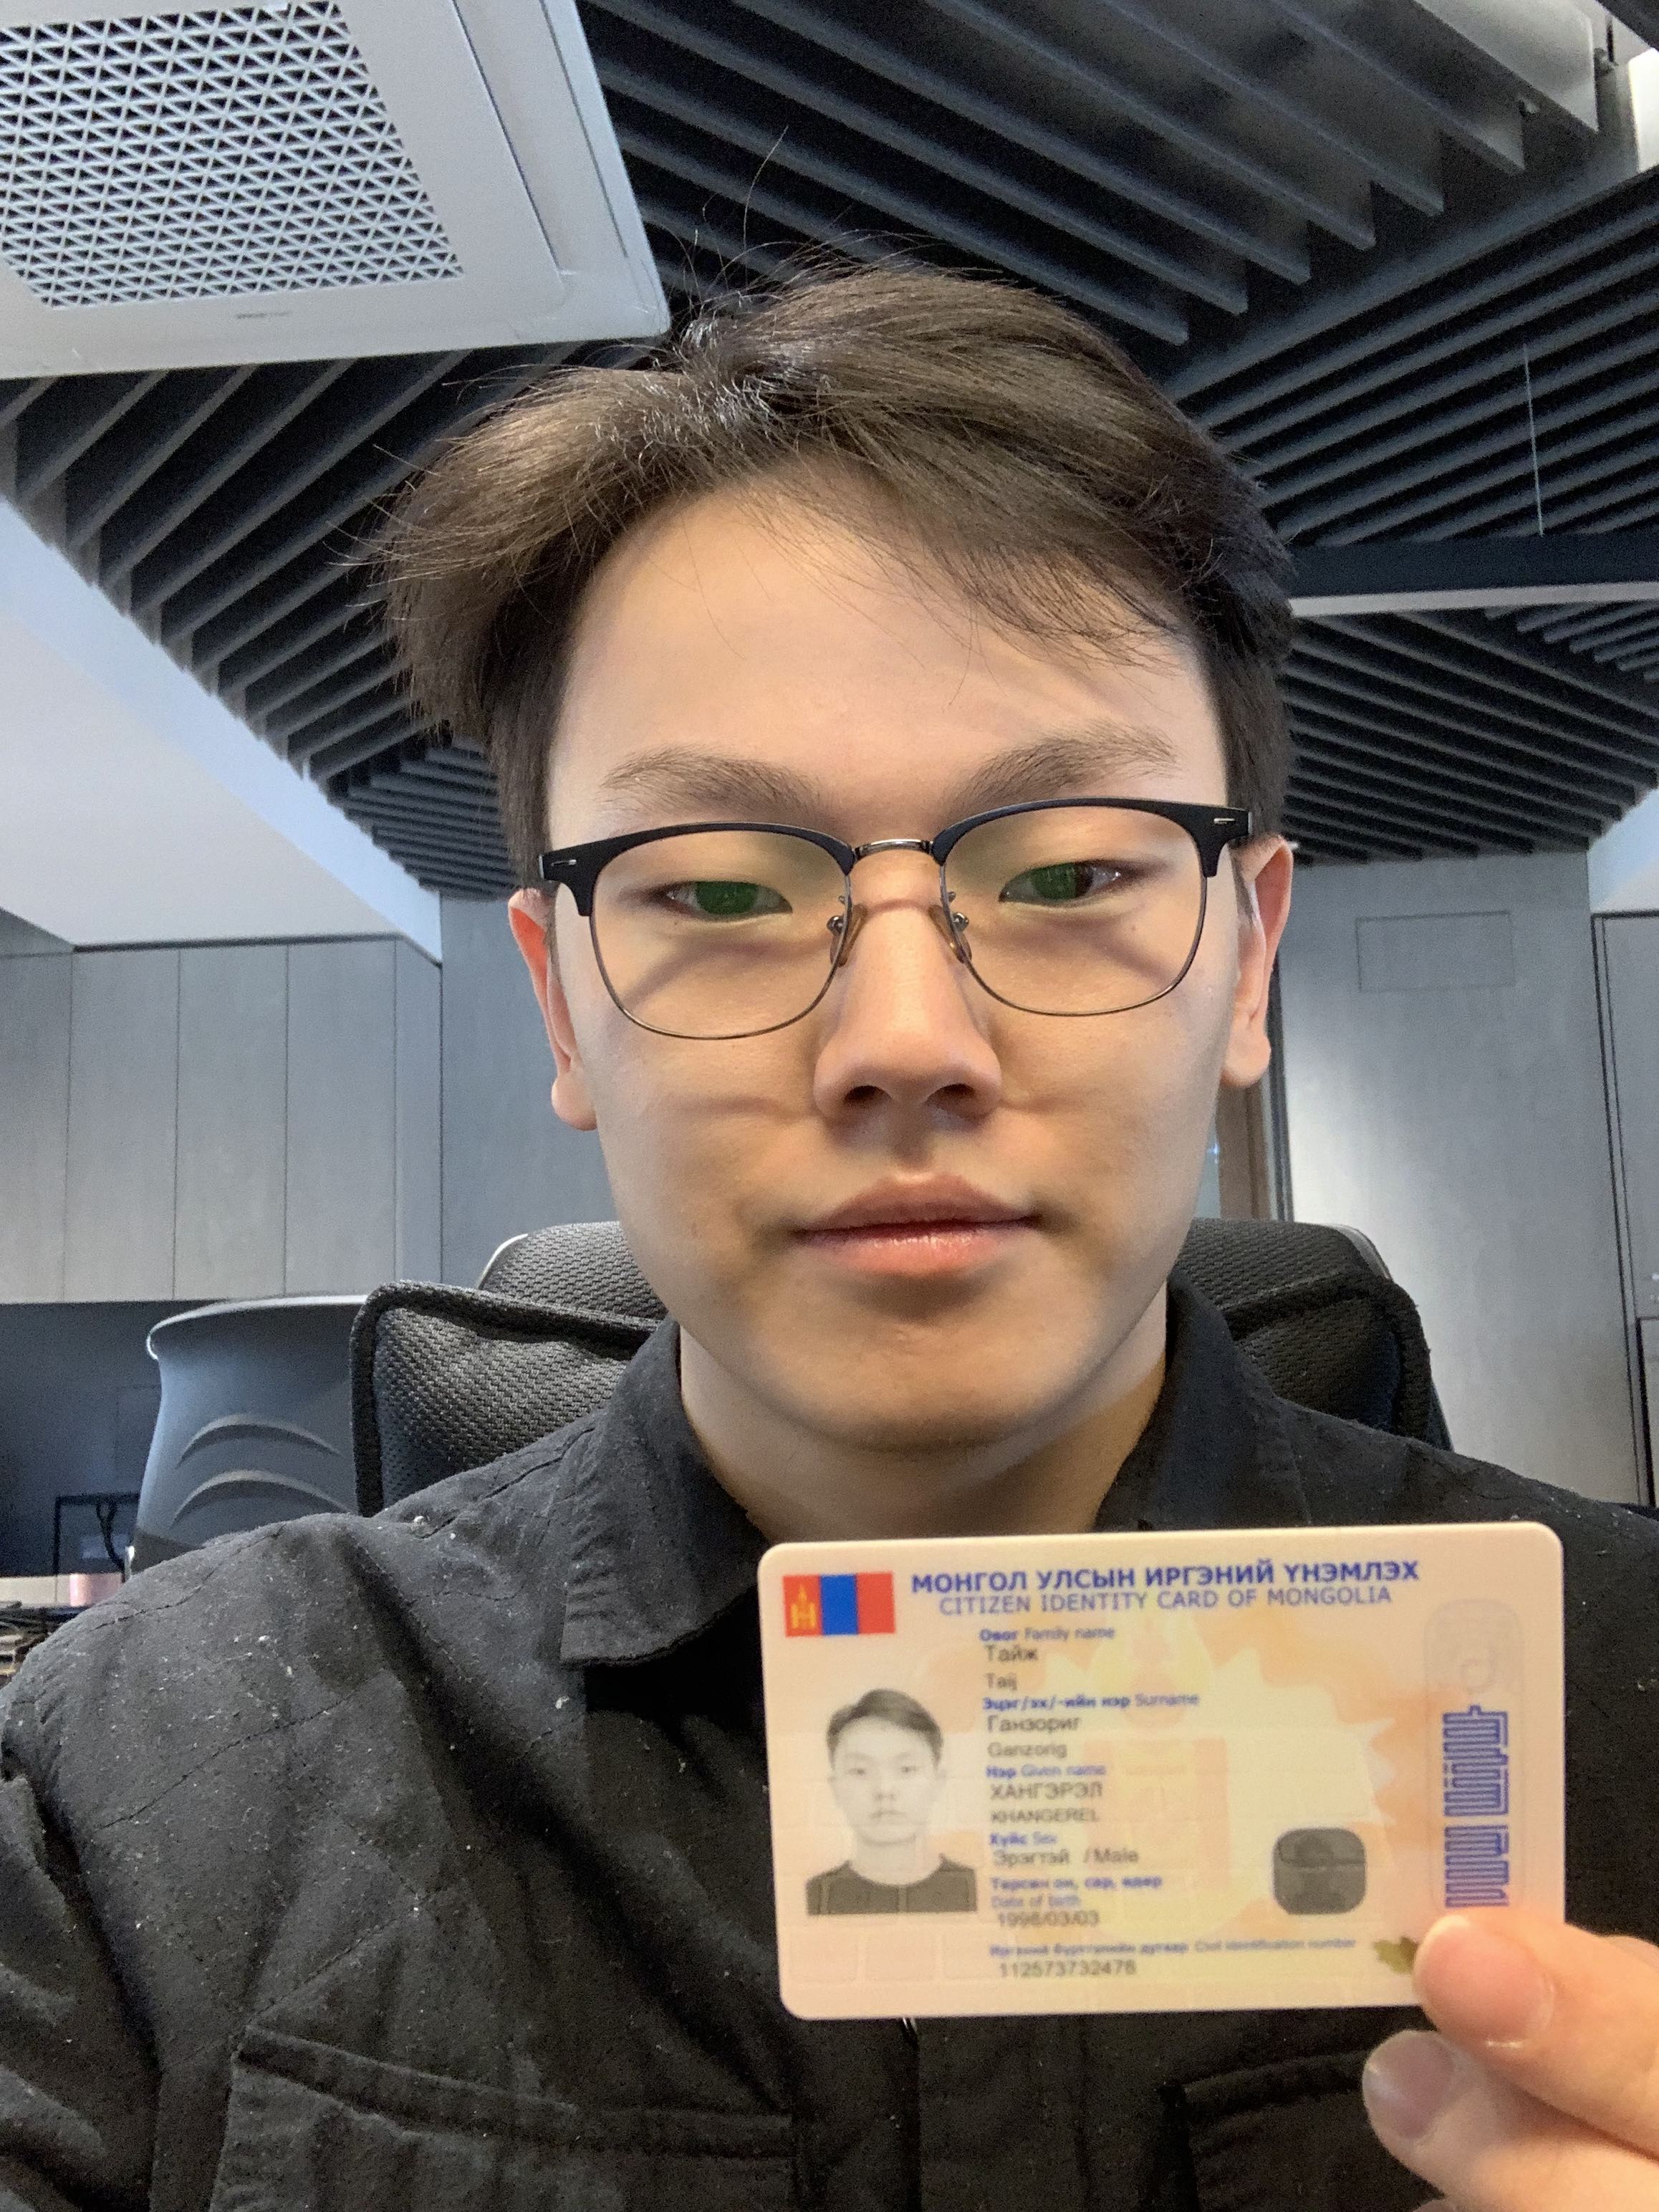 МОНГОЛ УЛСЫН ИРГЭНИЙ ҮНЭМЛЭХ
CITIZEN IDENTITY CARD OF MONGOLIA
Овог Family name
Тайж
Taij
Эцэг/эх/-ийн нэр Surname
Ганзориг
Ganzorig
Нэр Given name
ХАНГЭРЭЛ
KHANGEREL
Хүйс Sex
Эрэгтэй /Male
Төрсөн он, сар, өдөр
Date of birth
1998/03/03
Иргэний бүртгэлийн дугаар Civil identification number
112573732478